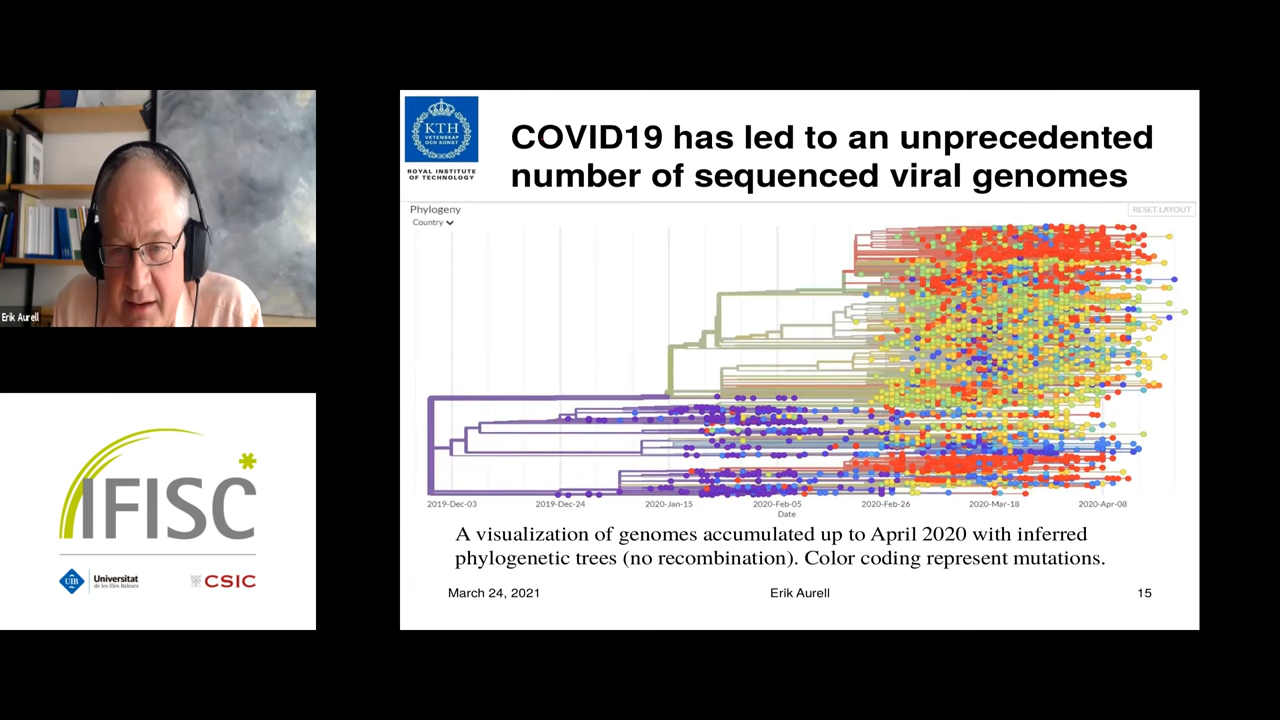 Erik Aurell
IFISC
UIB
Universitat
de les Illes Balears
CSIC
KTH
VETENSKAP
OCH KONST
ROYAL INSTITUTE
OF TECHNOLOGY
COVID19 has led to an unprecedented
number of sequenced viral genomes
Phylogeny
Country
RESET LAYOUT
2019-Dec-03
2019-Dec-24
2020-Jan-15
2020-Feb-05
2020-Feb-26
2020-Mar-18
2020-Apr-08
Date
A visualization of genomes accumulated up to April 2020 with inferred
phylogenetic trees (no recombination). Color coding represent mutations.
March 24, 2021
Erik Aurell
15